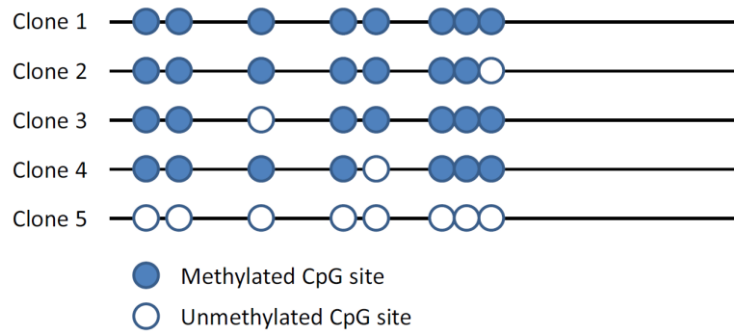 Clone 1
Clone 2
Clone 3
Clone 4
Clone 5
Methylated CpG site
Unmethylated CpG site